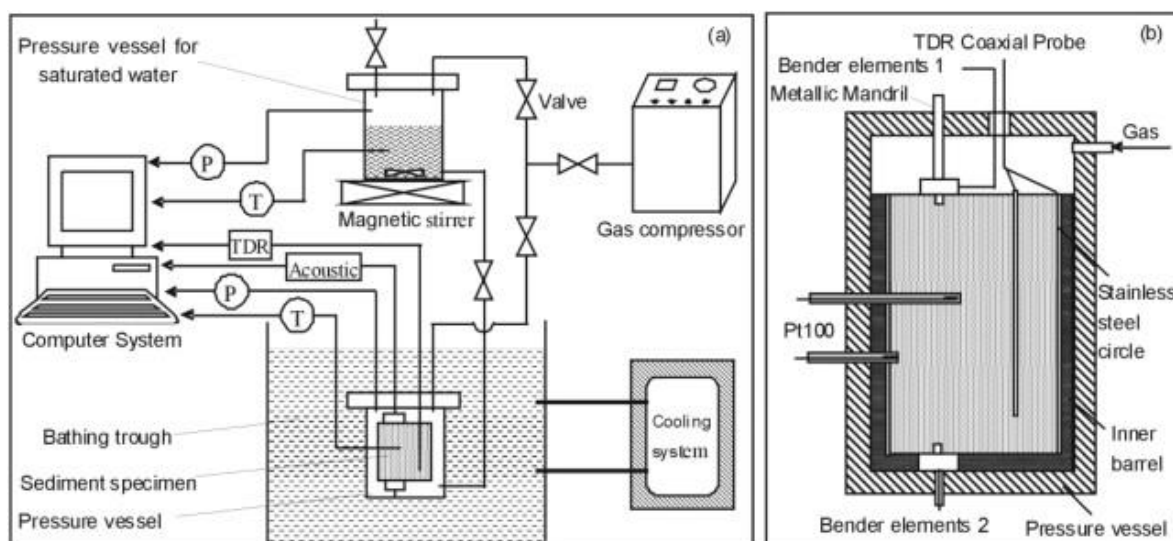 (a)
Pressure vessel for
saturated water
Valve
P
T
Magnetic stirrer
Gas compressor
TDR
Acoustic
P
T
Computer System
Bathing trough
Sediment specimen
Pressure vessel
Cooling
system
(b)
TDR Coaxial Probe
Bender elements 1
Metallic Mandril
Gas
Pt100
Stainless
steel
circle
Inner
barrel
Bender elements 2
Pressure vessel